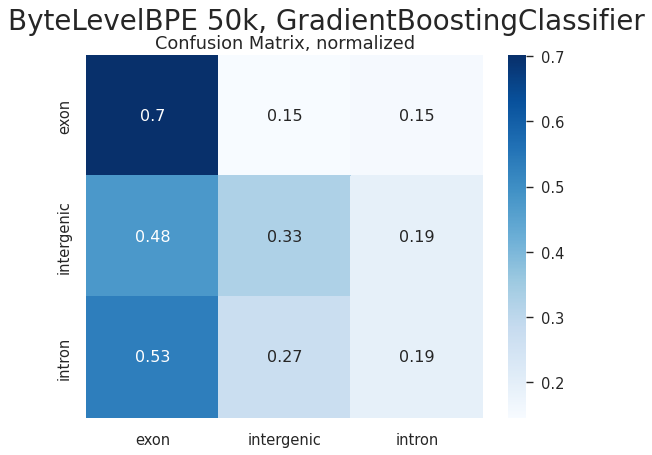 ByteLevelBPE 50k, GradientBoostingClassifier
Confusion Matrix, normalized
exon
0.7
0.15
0.15
intergenic
0.48
0.33
0.19
intron
0.53
0.27
0.19
exon
intergenic
intron
0.7
0.6
0.5
0.4
0.3
0.2